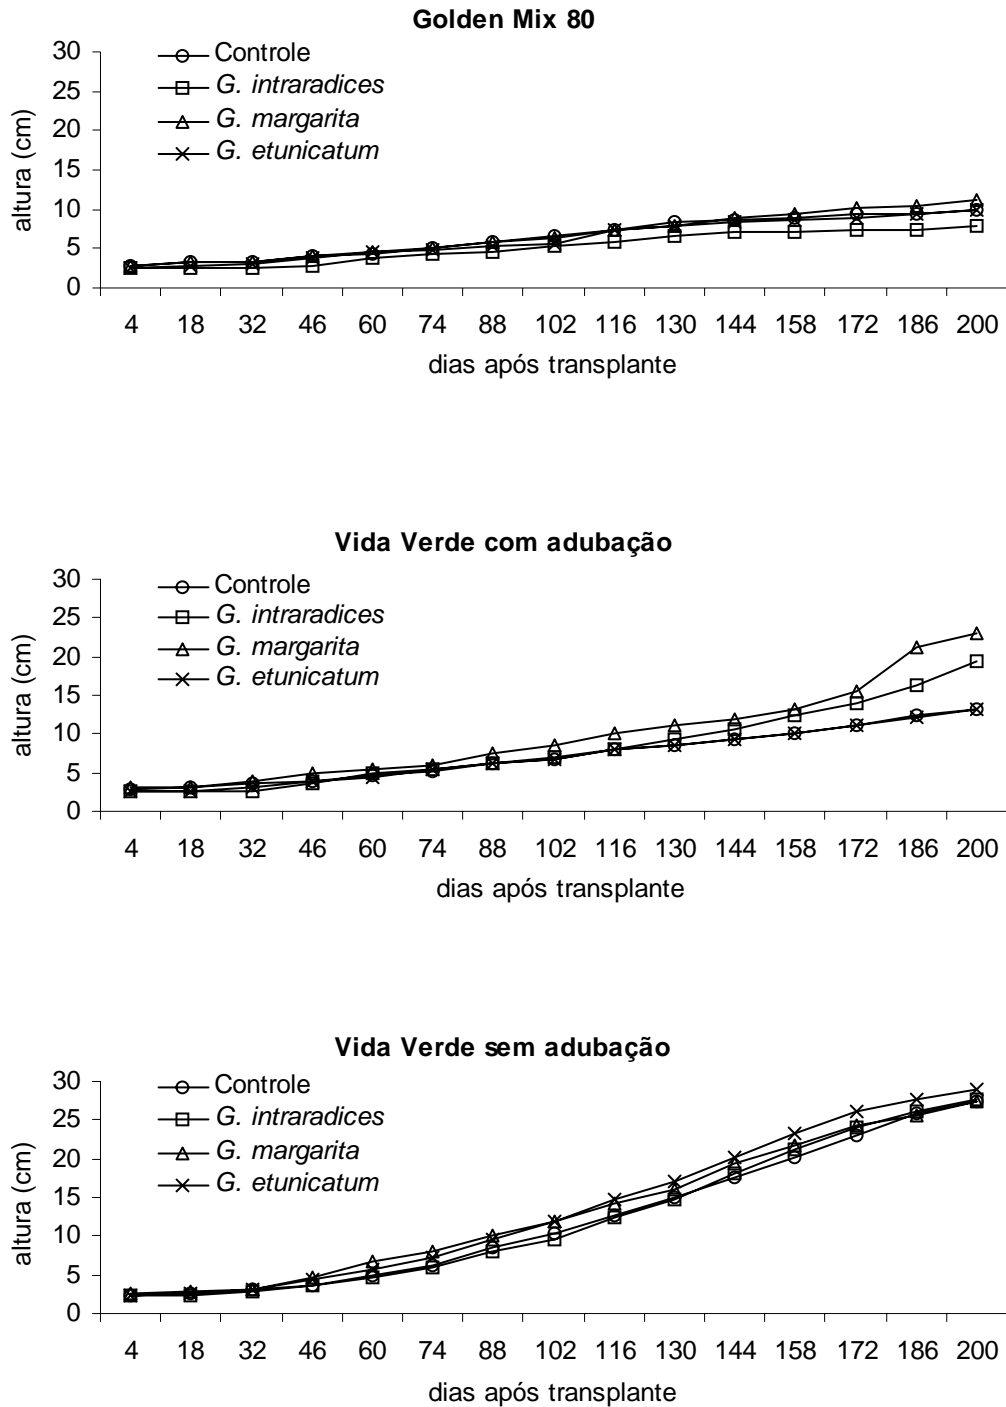 Golden Mix 80
30
25
20
15
10
5
0
altura (cm)
Controle
G. intraradices
G. margarita
G. etunicatum
4 18 32 46 60 74 88 102 116 130 144 158 172 186 200
dias após transplante
Vida Verde com adubação
30
25
20
15
10
5
0
altura (cm)
Controle
G. intraradices
G. margarita
G. etunicatum
4 18 32 46 60 74 88 102 116 130 144 158 172 186 200
dias após transplante
Vida Verde sem adubação
30
25
20
15
10
5
0
altura (cm)
Controle
G. intraradices
G. margarita
G. etunicatum
4 18 32 46 60 74 88 102 116 130 144 158 172 186 200
dias após transplante